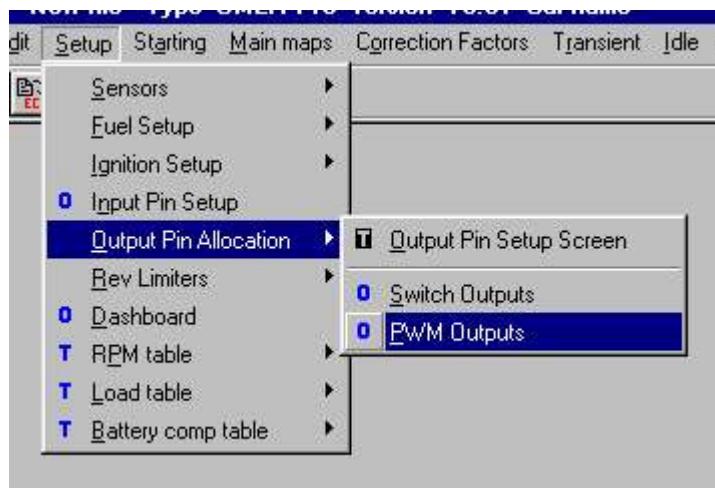 dit Setup Starting Main maps Correction Factors Transient Idle
EC
Sensors
Fuel Setup
Ignition Setup
O Input Pin Setup
Output Pin Allocation
T Output Pin Setup Screen
Rev Limiters
O Switch Outputs
O Dashboard
O PWM Outputs
T RPM table
T Load table
T Battery comp table